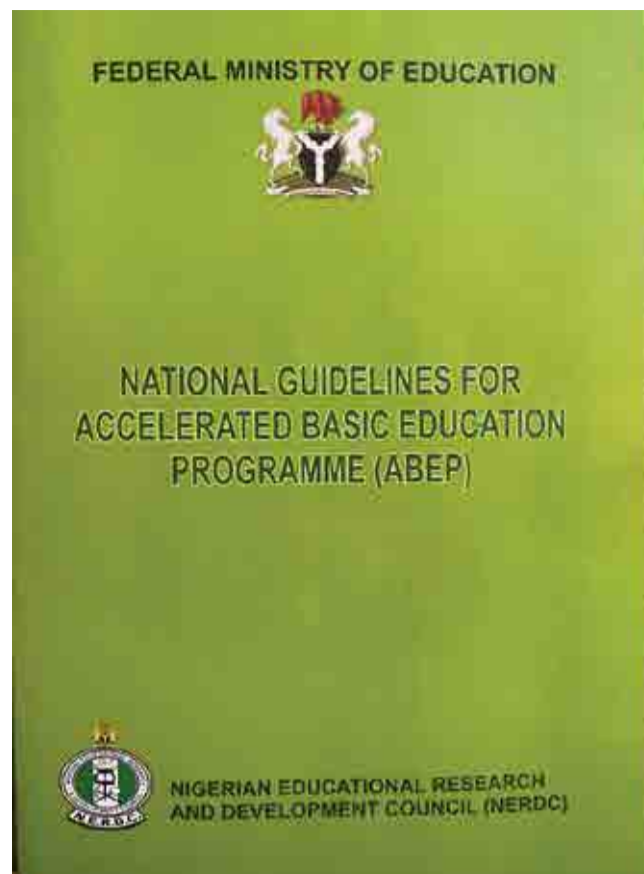 FEDERAL MINISTRY OF EDUCATION
NATIONAL GUIDELINES FOR
ACCELERATED BASIC EDUCATION
PROGRAMME (ABEP)
NERDC
NIGERIAN EDUCATIONAL RESEARCH
AND DEVELOPMENT COUNCIL (NERDC)